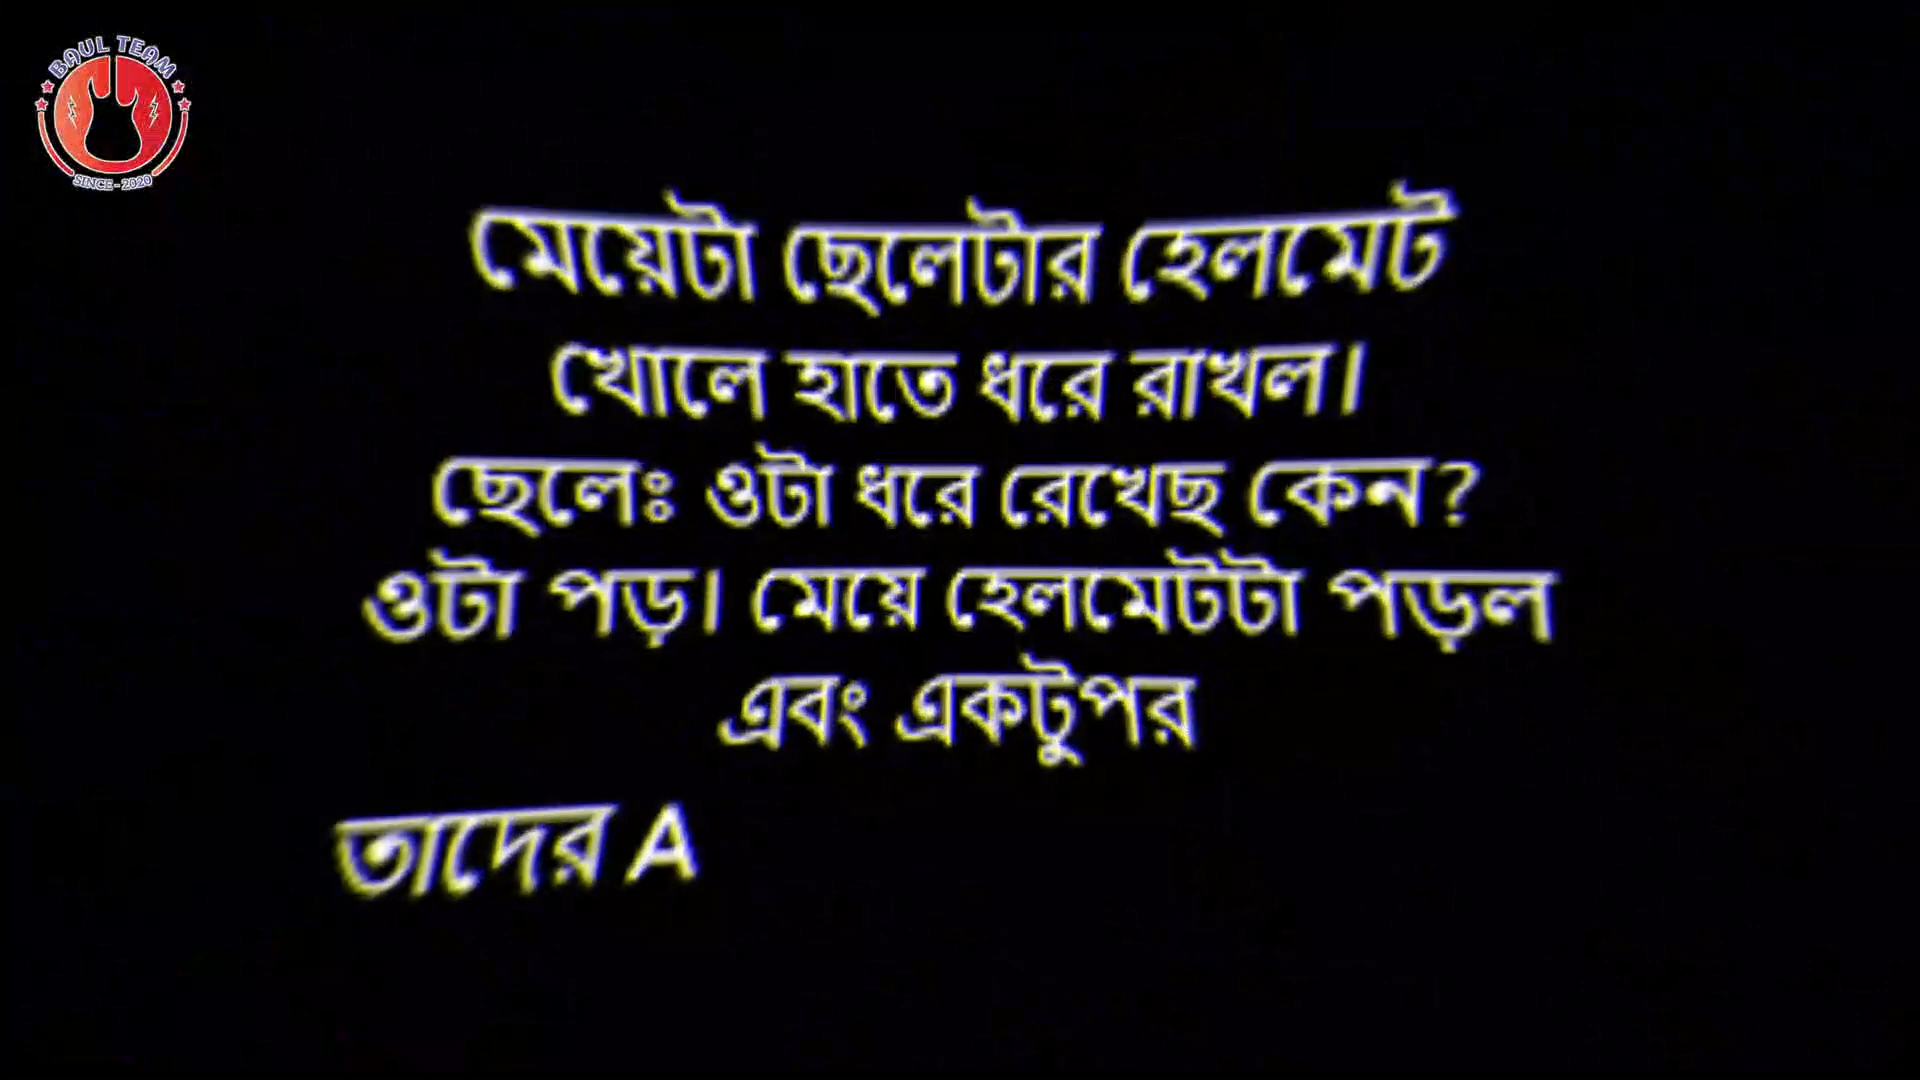 BAUL TEAM
SINCE-2020
মেয়েটা ছেলেটার হেলমেট
খোলে হাতে ধরে রাখল।
ছেলেঃ ওটা ধরে রেখেছ কেন?
ওটা পড়। মেয়ে হেলমেটটা পড়ল
এবং একটুপর
তাদের A